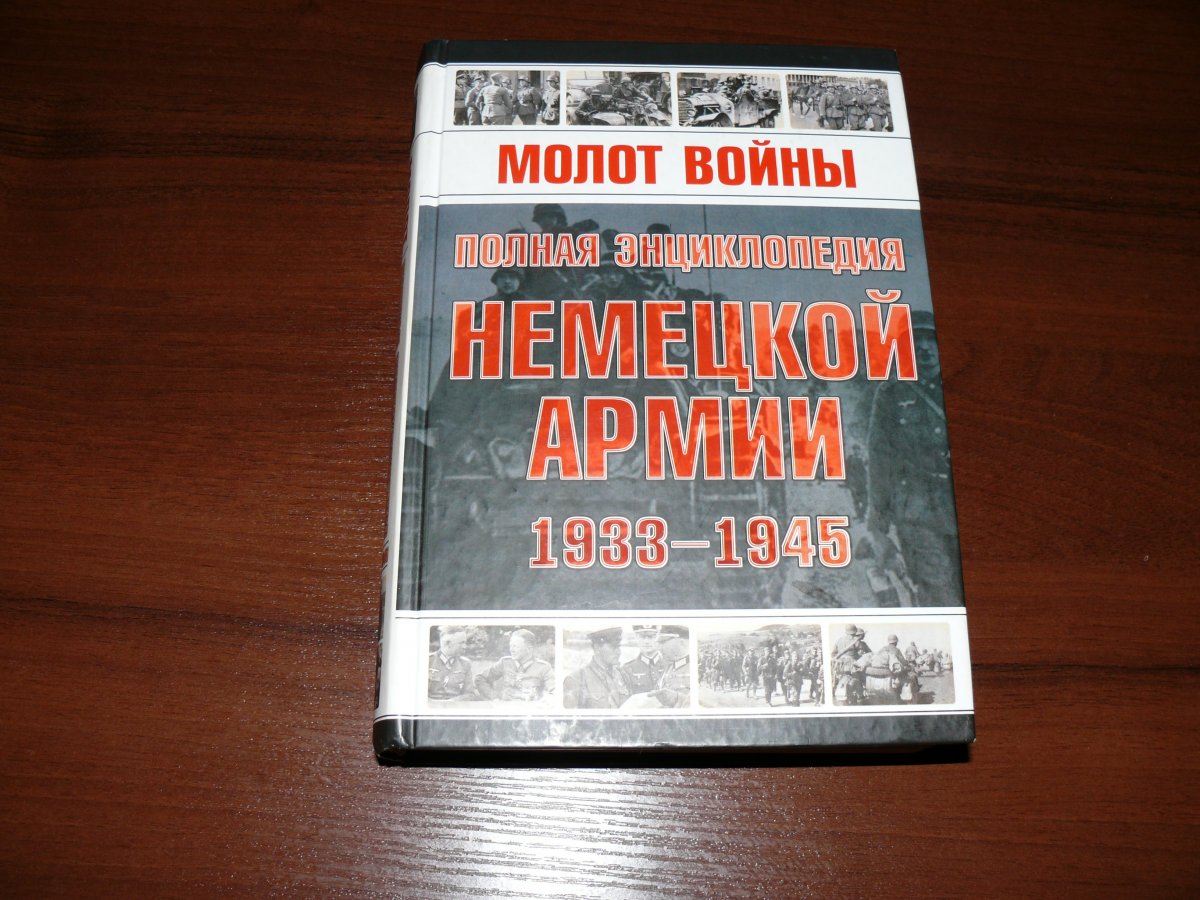 МОЛОТ ВОЙНЫ
ПОЛНАЯ ЭНЦИКЛОПЕДИЯ
НЕМЕЦКОЙ
АРМИИ
1933–1945